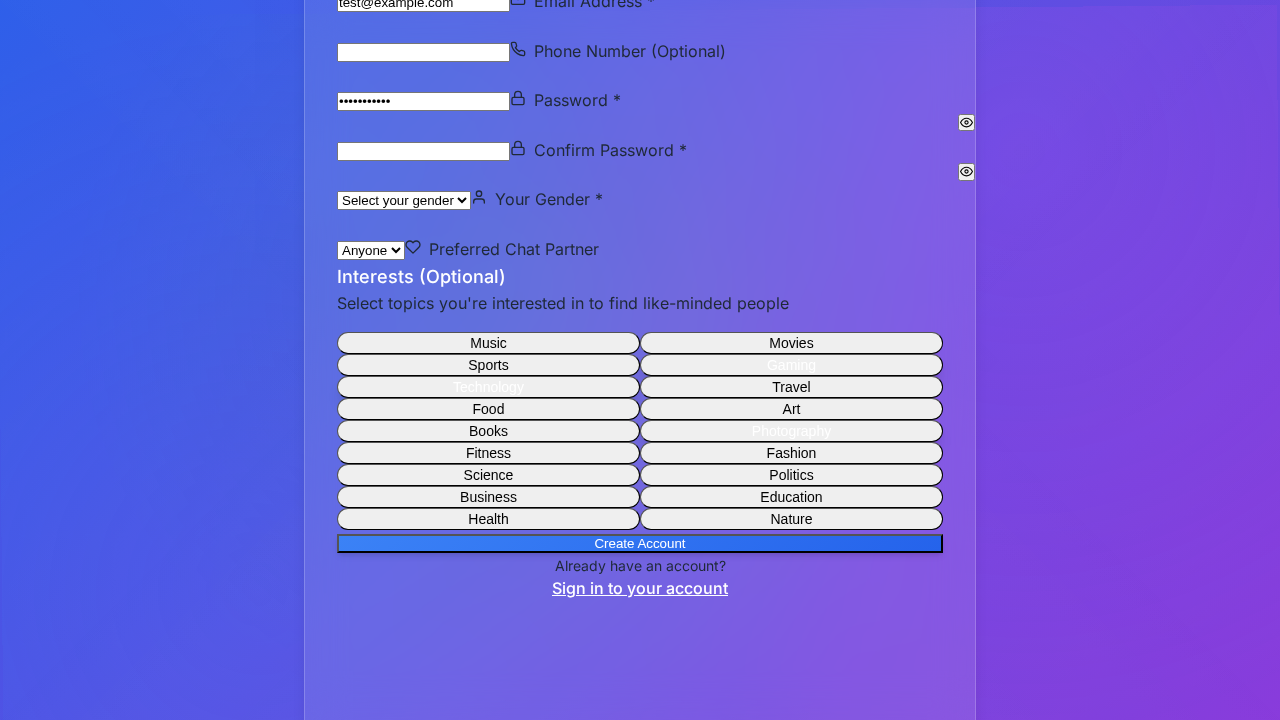 test@example.com Email Address *
Phone Number (Optional)
••••••••••• Password *
Confirm Password *
Select your gender Your Gender *
Anyone Preferred Chat Partner
Interests (Optional)
Select topics you're interested in to find like-minded people
Music Movies
Sports Gaming
Technology Travel
Food Art
Books Photography
Fitness Fashion
Science Politics
Business Education
Health Nature
Create Account
Already have an account?
Sign in to your account